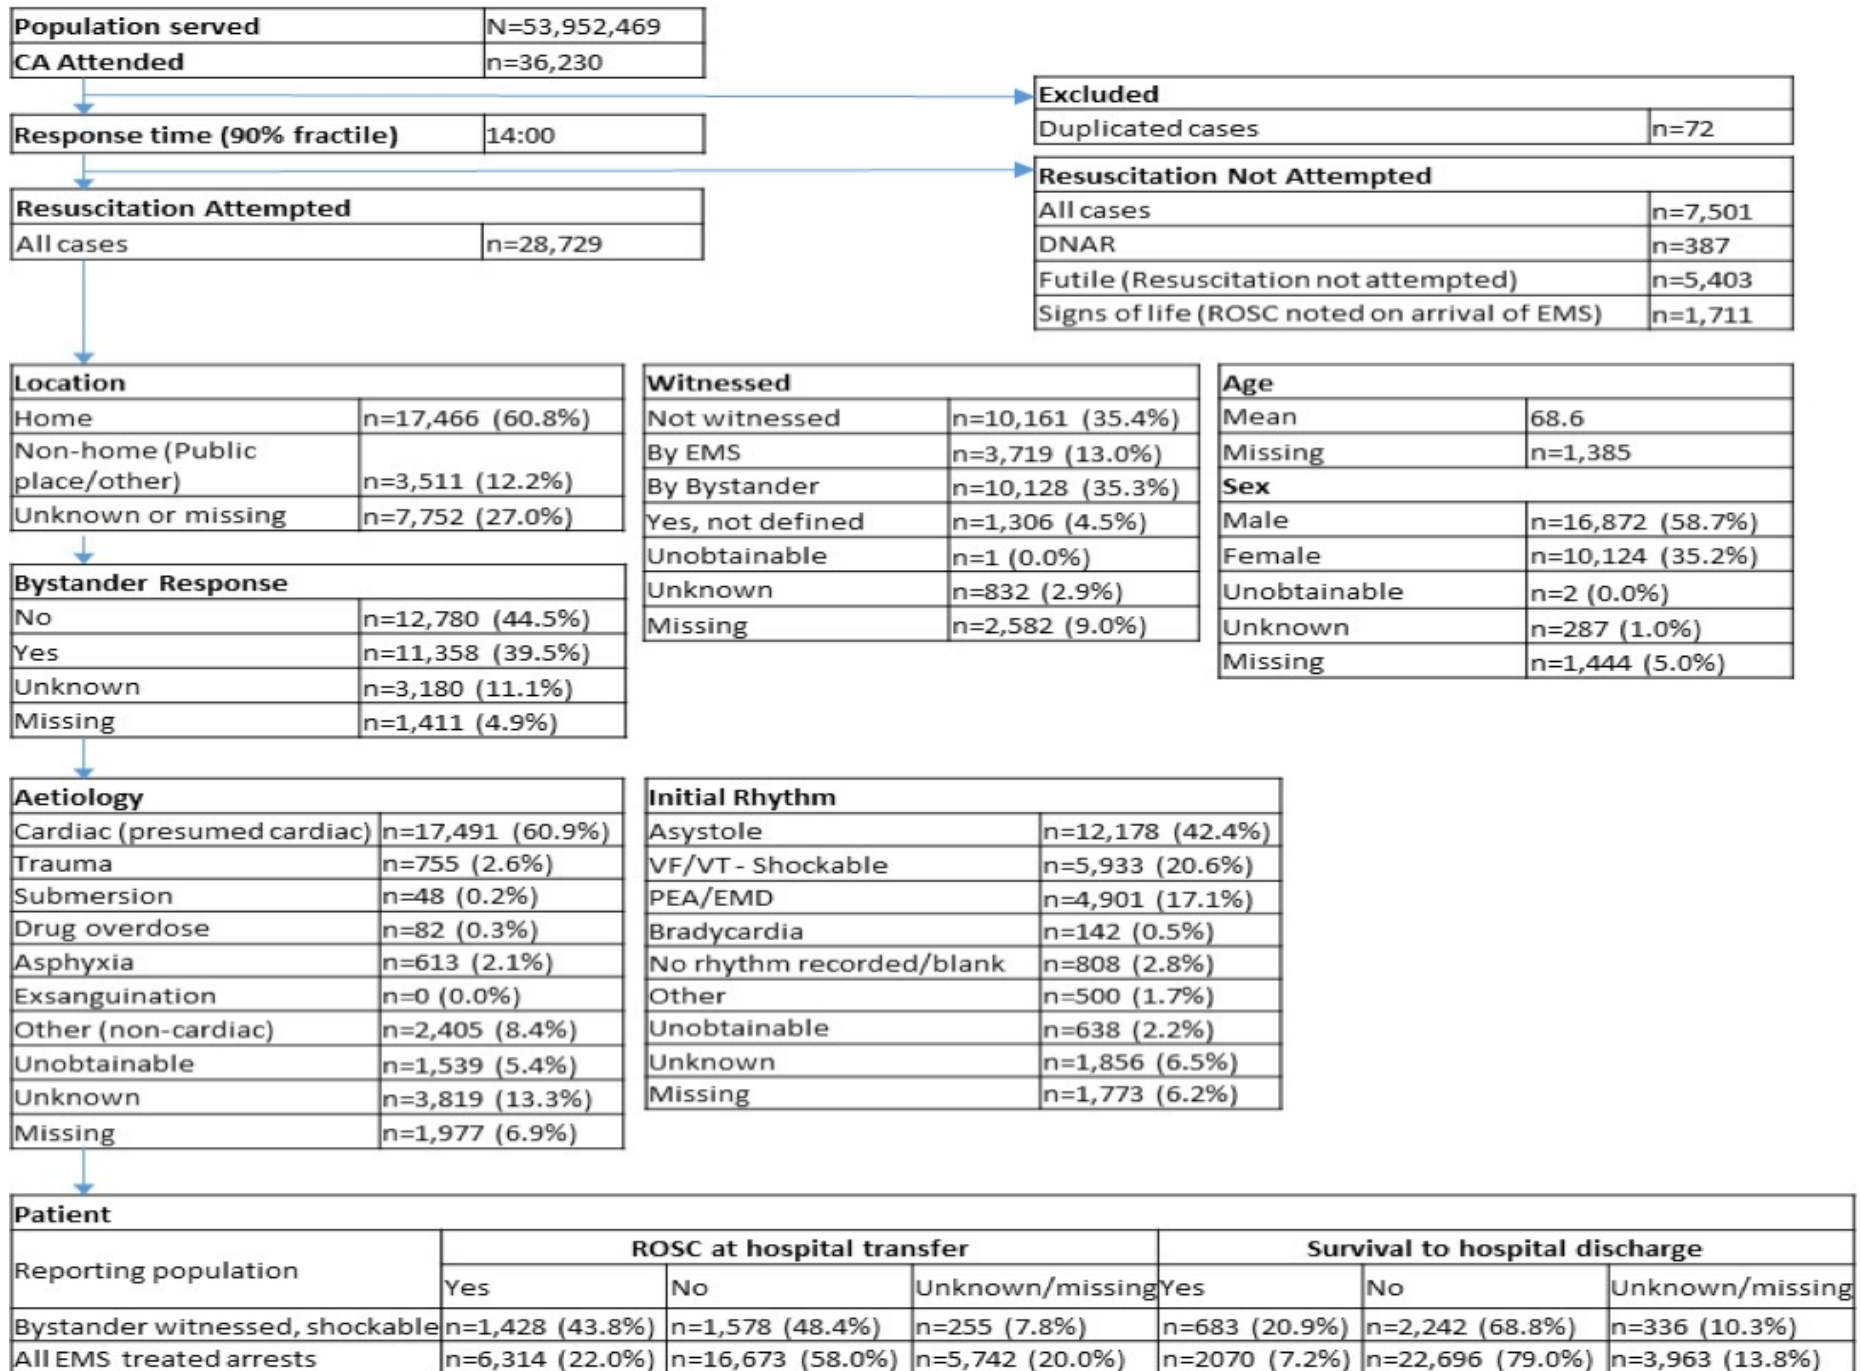 Population served N=53,952,469
CA Attended n=36,230
Excluded
Duplicated cases n=72
Response time (90% fractile) 14:00
Resuscitation Not Attempted
All cases n=7,501
DNAR n=387
Futile (Resuscitation not attempted) n=5,403
Signs of life (ROSC noted on arrival of EMS) n=1,711
Resuscitation Attempted
All cases n=28,729
Location
Home n=17,466 (60.8%)
Non-home (Public
place/other) n=3,511 (12.2%)
Unknown or missing n=7,752 (27.0%)
Witnessed
Not witnessed n=10,161 (35.4%)
By EMS n=3,719 (13.0%)
By Bystander n=10,128 (35.3%)
Yes, not defined n=1,306 (4.5%)
Unobtainable n=1 (0.0%)
Unknown n=832 (2.9%)
Missing n=2,582 (9.0%)
Age
Mean 68.6
Missing n=1,385
Sex
Male n=16,872 (58.7%)
Female n=10,124 (35.2%)
Unobtainable n=2 (0.0%)
Unknown n=287 (1.0%)
Missing n=1,444 (5.0%)
Bystander Response
No n=12,780 (44.5%)
Yes n=11,358 (39.5%)
Unknown n=3,180 (11.1%)
Missing n=1,411 (4.9%)
Aetiology
Cardiac (presumed cardiac) n=17,491 (60.9%)
Trauma n=755 (2.6%)
Submersion n=48 (0.2%)
Drug overdose n=82 (0.3%)
Asphyxia n=613 (2.1%)
Exsanguination n=0 (0.0%)
Other (non-cardiac) n=2,405 (8.4%)
Unobtainable n=1,539 (5.4%)
Unknown n=3,819 (13.3%)
Missing n=1,977 (6.9%)
Initial Rhythm
Asystole n=12,178 (42.4%)
VF/VT - Shockable n=5,933 (20.6%)
PEA/EMD n=4,901 (17.1%)
Bradycardia n=142 (0.5%)
No rhythm recorded/blank n=808 (2.8%)
Other n=500 (1.7%)
Unobtainable n=638 (2.2%)
Unknown n=1,856 (6.5%)
Missing n=1,773 (6.2%)
Patient
Reporting population ROSC at hospital transfer Survival to hospital discharge
Yes No Unknown/missing Yes No Unknown/missing
Bystander witnessed, shockable n=1,428 (43.8%) n=1,578 (48.4%) n=255 (7.8%) n=683 (20.9%) n=2,242 (68.8%) n=336 (10.3%)
All EMS treated arrests n=6,314 (22.0%) n=16,673 (58.0%) n=5,742 (20.0%) n=2070 (7.2%) n=22,696 (79.0%) n=3,963 (13.8%)